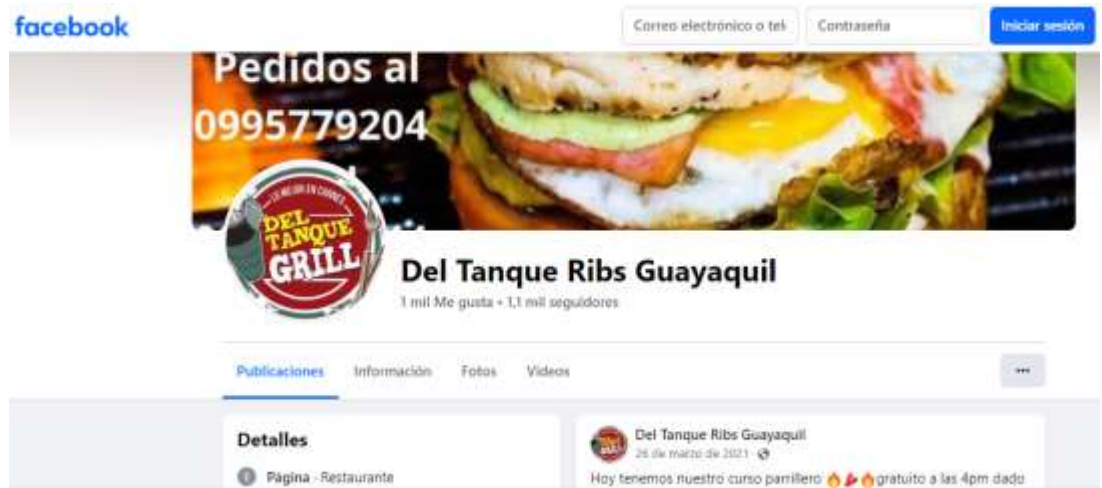 facebook
Correo electrónico o tel
Contraseña
Iniciar sesión
Pedidos al
0995779204
LO MEJOR EN CARNES
DEL
TANQUE
GRILL
Del Tanque Ribs Guayaquil
1 mil Me gusta • 1,1 mil seguidores
Publicaciones
Información
Fotos
Videos
Detalles
Página · Restaurante
Del Tanque Ribs Guayaquil
26 de marzo de 2021
Hoy tenemos nuestro curso parrillero 🔥🌶🔥gratuito a las 4pm dado